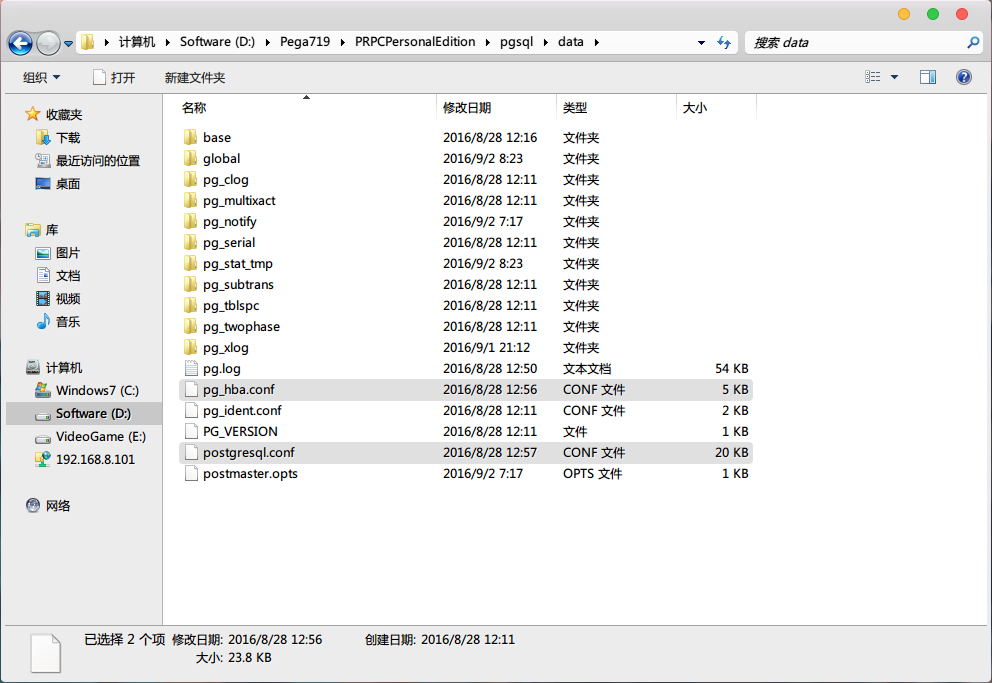 计算机 Software (D:) Pega719 PRPCPersonalEdition pgsql data 搜索 data
组织 打开 新建文件夹
收藏夹
下载
最近访问的位置
桌面
库
图片
文档
视频
音乐
计算机
Windows7 (C:)
Software (D:)
VideoGame (E:)
192.168.8.101
网络
名称 修改日期 类型 大小
base 2016/8/28 12:16 文件夹
global 2016/9/2 8:23 文件夹
pg_clog 2016/8/28 12:11 文件夹
pg_multixact 2016/8/28 12:11 文件夹
pg_notify 2016/9/2 7:17 文件夹
pg_serial 2016/8/28 12:11 文件夹
pg_stat_tmp 2016/9/2 8:23 文件夹
pg_subtrans 2016/8/28 12:11 文件夹
pg_tblspc 2016/8/28 12:11 文件夹
pg_twophase 2016/8/28 12:11 文件夹
pg_xlog 2016/9/1 21:12 文件夹
pg.log 2016/8/28 12:50 文本文档 54 KB
pg_hba.conf 2016/8/28 12:56 CONF 文件 5 KB
pg_ident.conf 2016/8/28 12:11 CONF 文件 2 KB
PG_VERSION 2016/8/28 12:11 文件 1 KB
postgresql.conf 2016/8/28 12:57 CONF 文件 20 KB
postmaster.opts 2016/9/2 7:17 OPTS 文件 1 KB
已选择 2 个项 修改日期: 2016/8/28 12:56 创建日期: 2016/8/28 12:11
大小: 23.8 KB